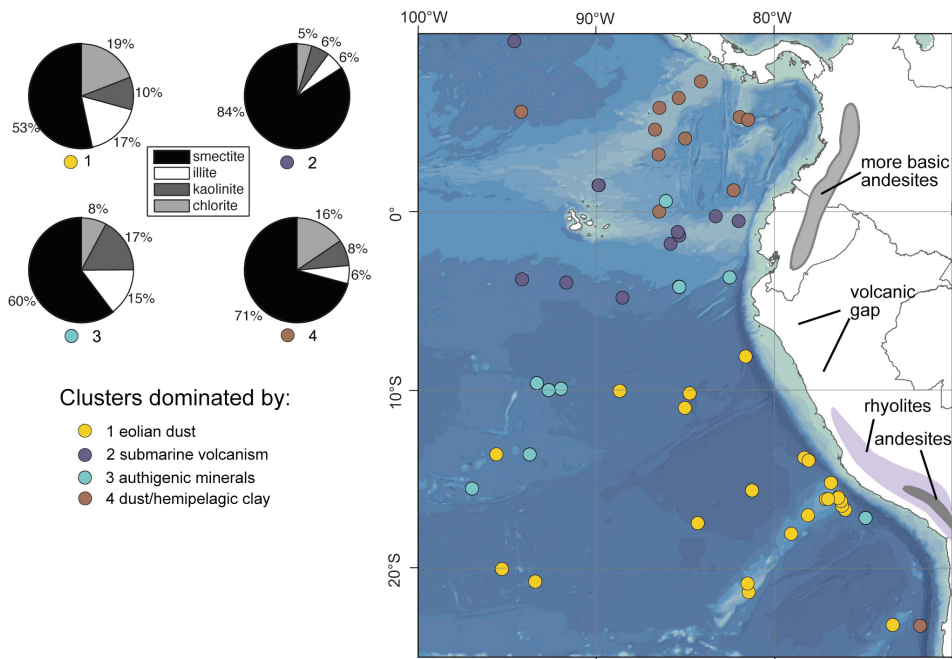 100°W
90°W
80°W
19%
10%
17%
53%
1
5%
6%
6%
84%
2
smectite
illite
kaolinite
chlorite
8%
17%
15%
60%
3
16%
8%
6%
71%
4
Clusters dominated by:
1 eolian dust
2 submarine volcanism
3 authigenic minerals
4 dust/hemipelagic clay
0°
10°S
20°S
more basic
andesites
volcanic
gap
rhyolites
andesites